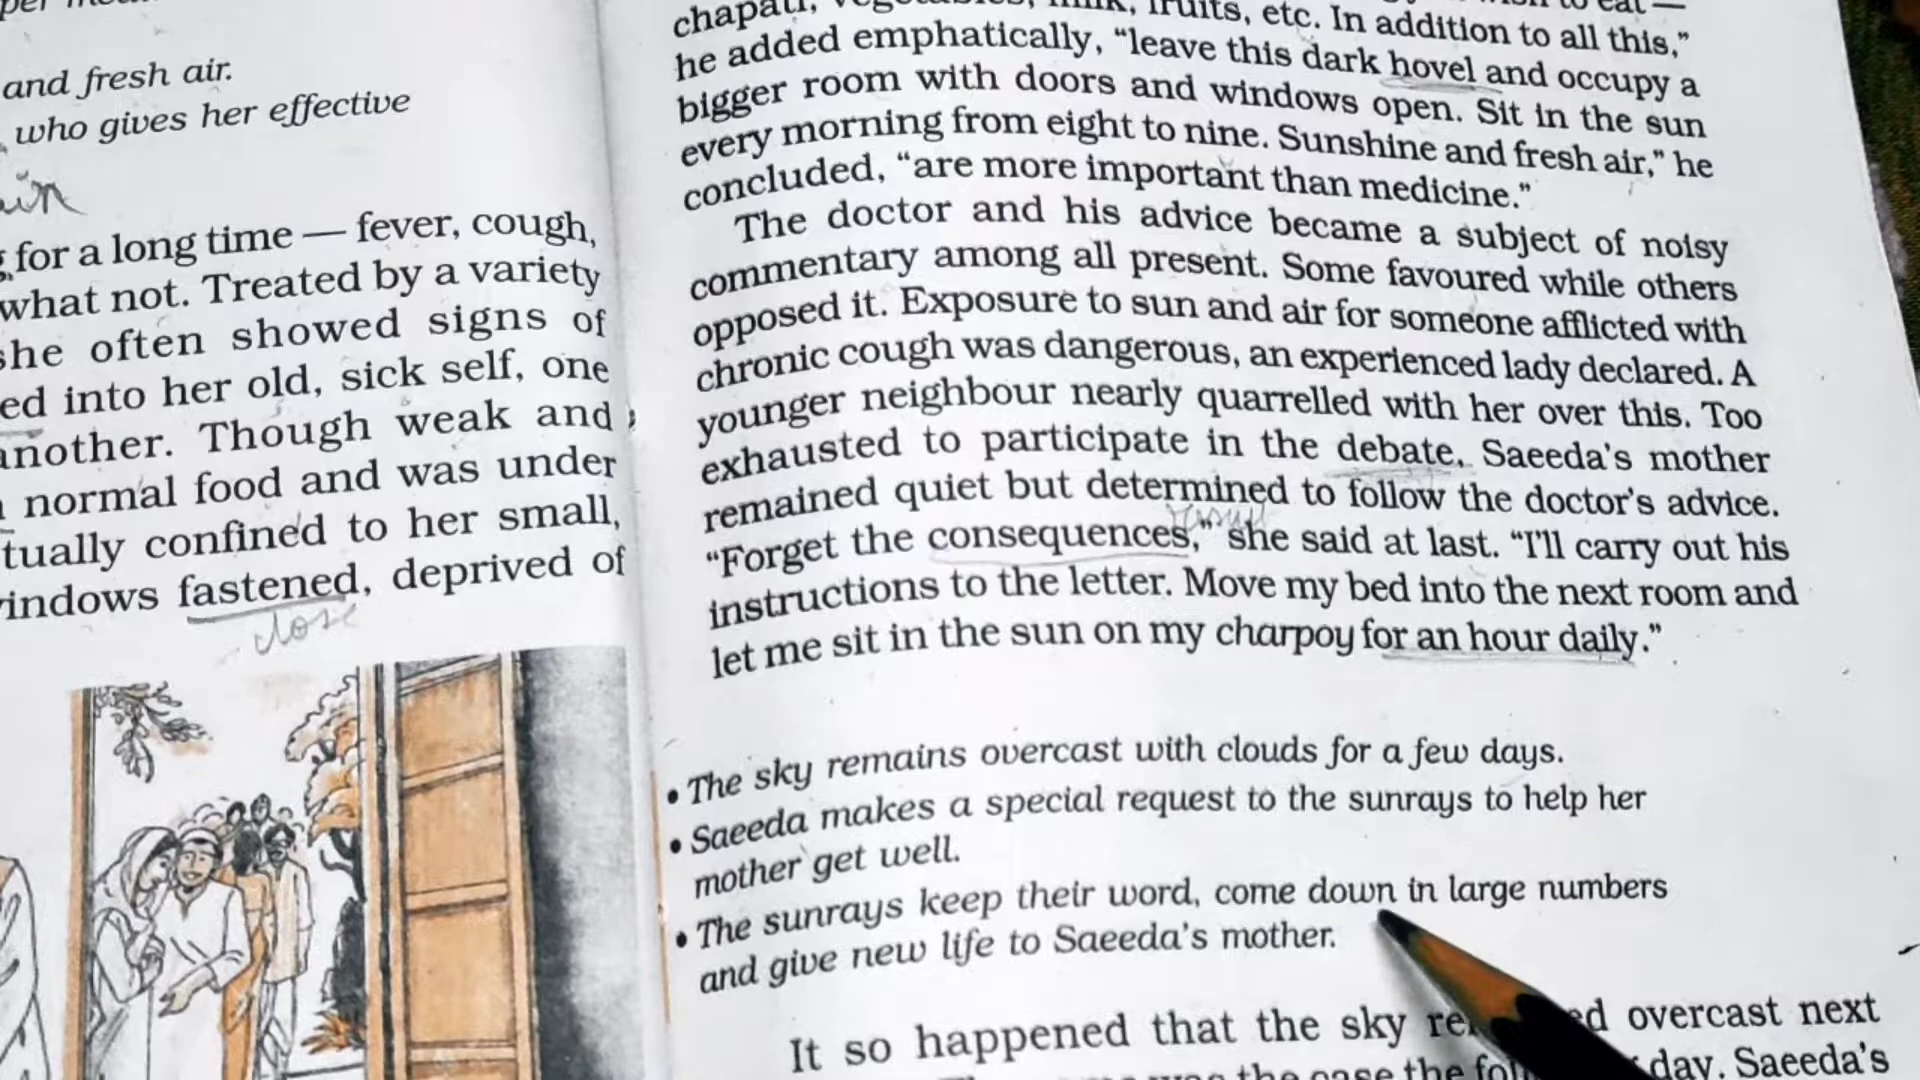 and fresh air.
who gives her effective
for a long time — fever, cough,
what not. Treated by a variety
she often showed signs of
ed into her old, sick self, one
another. Though weak and
normal food and was under
tually confined to her small,
windows fastened, deprived of
close
chapati, vegetables, milk, fruits, etc. In addition to all this,”
he added emphatically, “leave this dark hovel and occupy a
bigger room with doors and windows open. Sit in the sun
every morning from eight to nine. Sunshine and fresh air,” he
concluded, “are more important than medicine.”
The doctor and his advice became a subject of noisy
commentary among all present. Some favoured while others
opposed it. Exposure to sun and air for someone afflicted with
chronic cough was dangerous, an experienced lady declared. A
younger neighbour nearly quarrelled with her over this. Too
exhausted to participate in the debate, Saeeda’s mother
remained quiet but determined to follow the doctor’s advice.
“Forget the consequences,” she said at last. “I’ll carry out his
instructions to the letter. Move my bed into the next room and
let me sit in the sun on my charpoy for an hour daily.”
• The sky remains overcast with clouds for a few days.
• Saeeda makes a special request to the sunrays to help her
mother get well.
• The sunrays keep their word, come down in large numbers
and give new life to Saeeda’s mother.
It so happened that the sky overcast next
was the case the day. Saeeda’s